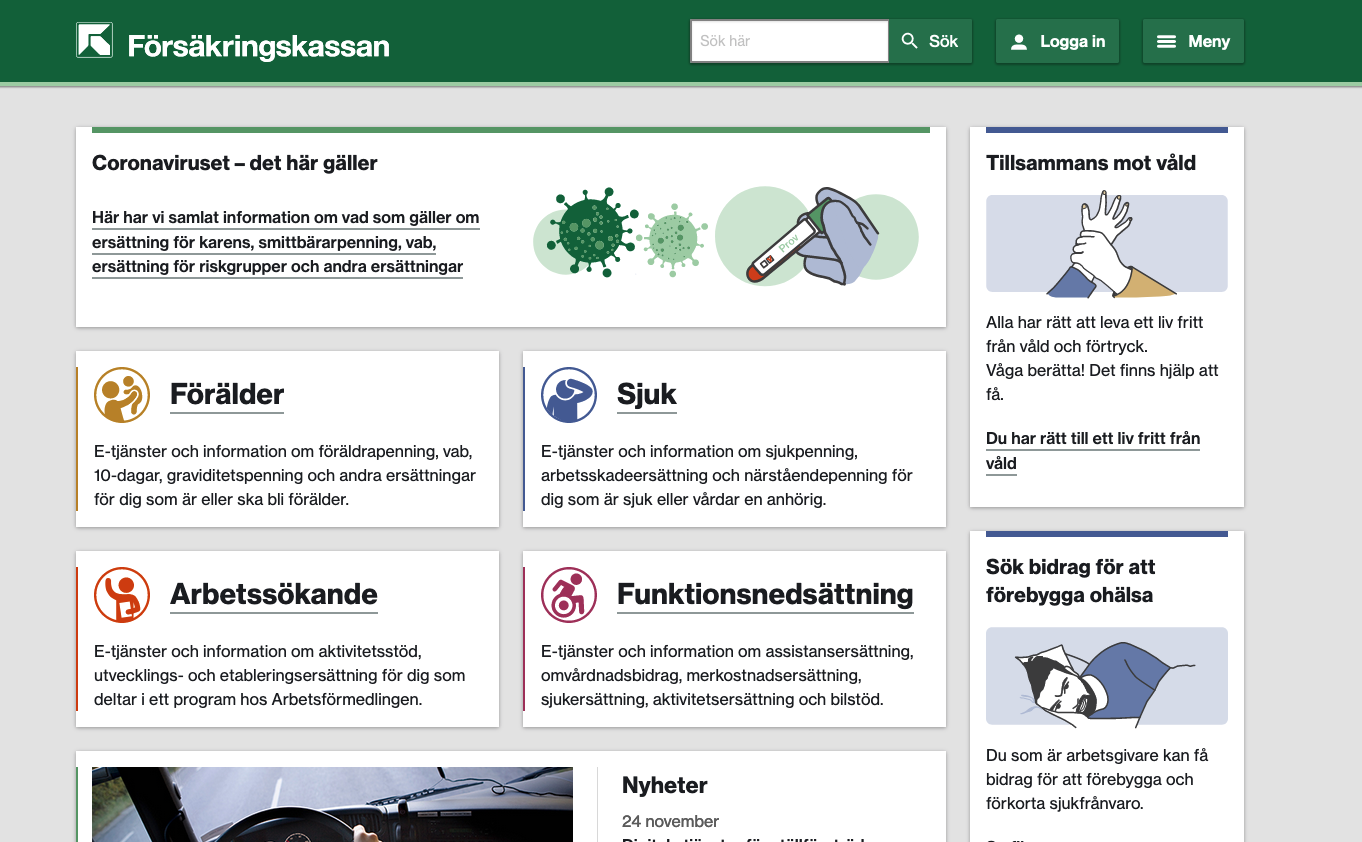 Försäkringskassan
Sök här
Sök
Logga in
Meny
Coronaviruset – det här gäller
Här har vi samlat information om vad som gäller om
ersättning för karens, smittbärarpenning, vab,
ersättning för riskgrupper och andra ersättningar
Prov
Förälder
E-tjänster och information om föräldrapenning, vab,
10-dagar, graviditetspenning och andra ersättningar
för dig som är eller ska bli förälder.
Sjuk
E-tjänster och information om sjukpenning,
arbetsskadeersättning och närståendepenning för
dig som är sjuk eller vårdar en anhörig.
Arbetssökande
E-tjänster och information om aktivitetsstöd,
utvecklings- och etableringsersättning för dig som
deltar i ett program hos Arbetsförmedlingen.
Funktionsnedsättning
E-tjänster och information om assistansersättning,
omvårdnadsbidrag, merkostnadsersättning,
sjukersättning, aktivitetsersättning och bilstöd.
Nyheter
24 november
Tillsammans mot våld
Alla har rätt att leva ett liv fritt
från våld och förtryck.
Våga berätta! Det finns hjälp att
få.
Du har rätt till ett liv fritt från
våld
Sök bidrag för att
förebygga ohälsa
Du som är arbetsgivare kan få
bidrag för att förebygga och
förkorta sjukfrånvaro.